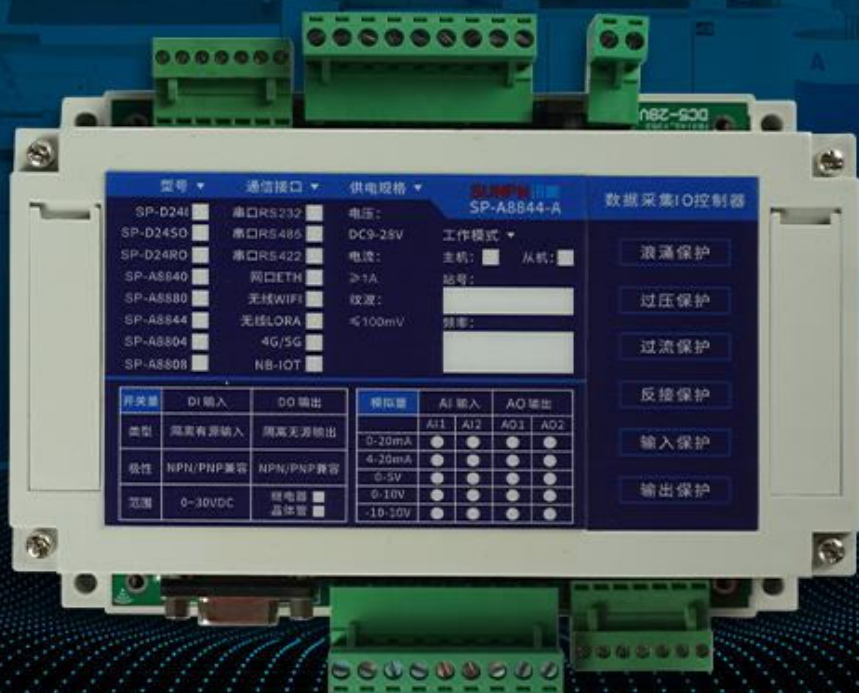 DC5-28V
型号 ▼ 通信接口 ▼ 供电规格 ▼
SUNPN
SP-A8844-A
数据采集IO控制器
SP-D24I 串口RS232 电压:
SP-D24SO 串口RS485 DC9-28V 工作模式 ▼
SP-D24RO 串口RS422 电流: 主机: 从机:
SP-A8840 网口ETH ≥1A 站号:
SP-A8880 无线WIFI 纹波:
SP-A8844 无线LORA ≤100mV 频率:
SP-A8804 4G/5G
SP-A8808 NB-IOT
浪涌保护
过压保护
过流保护
反接保护
输入保护
输出保护
开关量 DI输入 DO输出
类型 隔离有源输入 隔离无源输出
极性 NPN/PNP兼容 NPN/PNP兼容
范围 0~30VDC 继电器
晶体管
模拟量 AI输入 AO输出
AI1 AI2 AO1 AO2
0-20mA
4-20mA
0-5V
0-10V
-10-10V
A